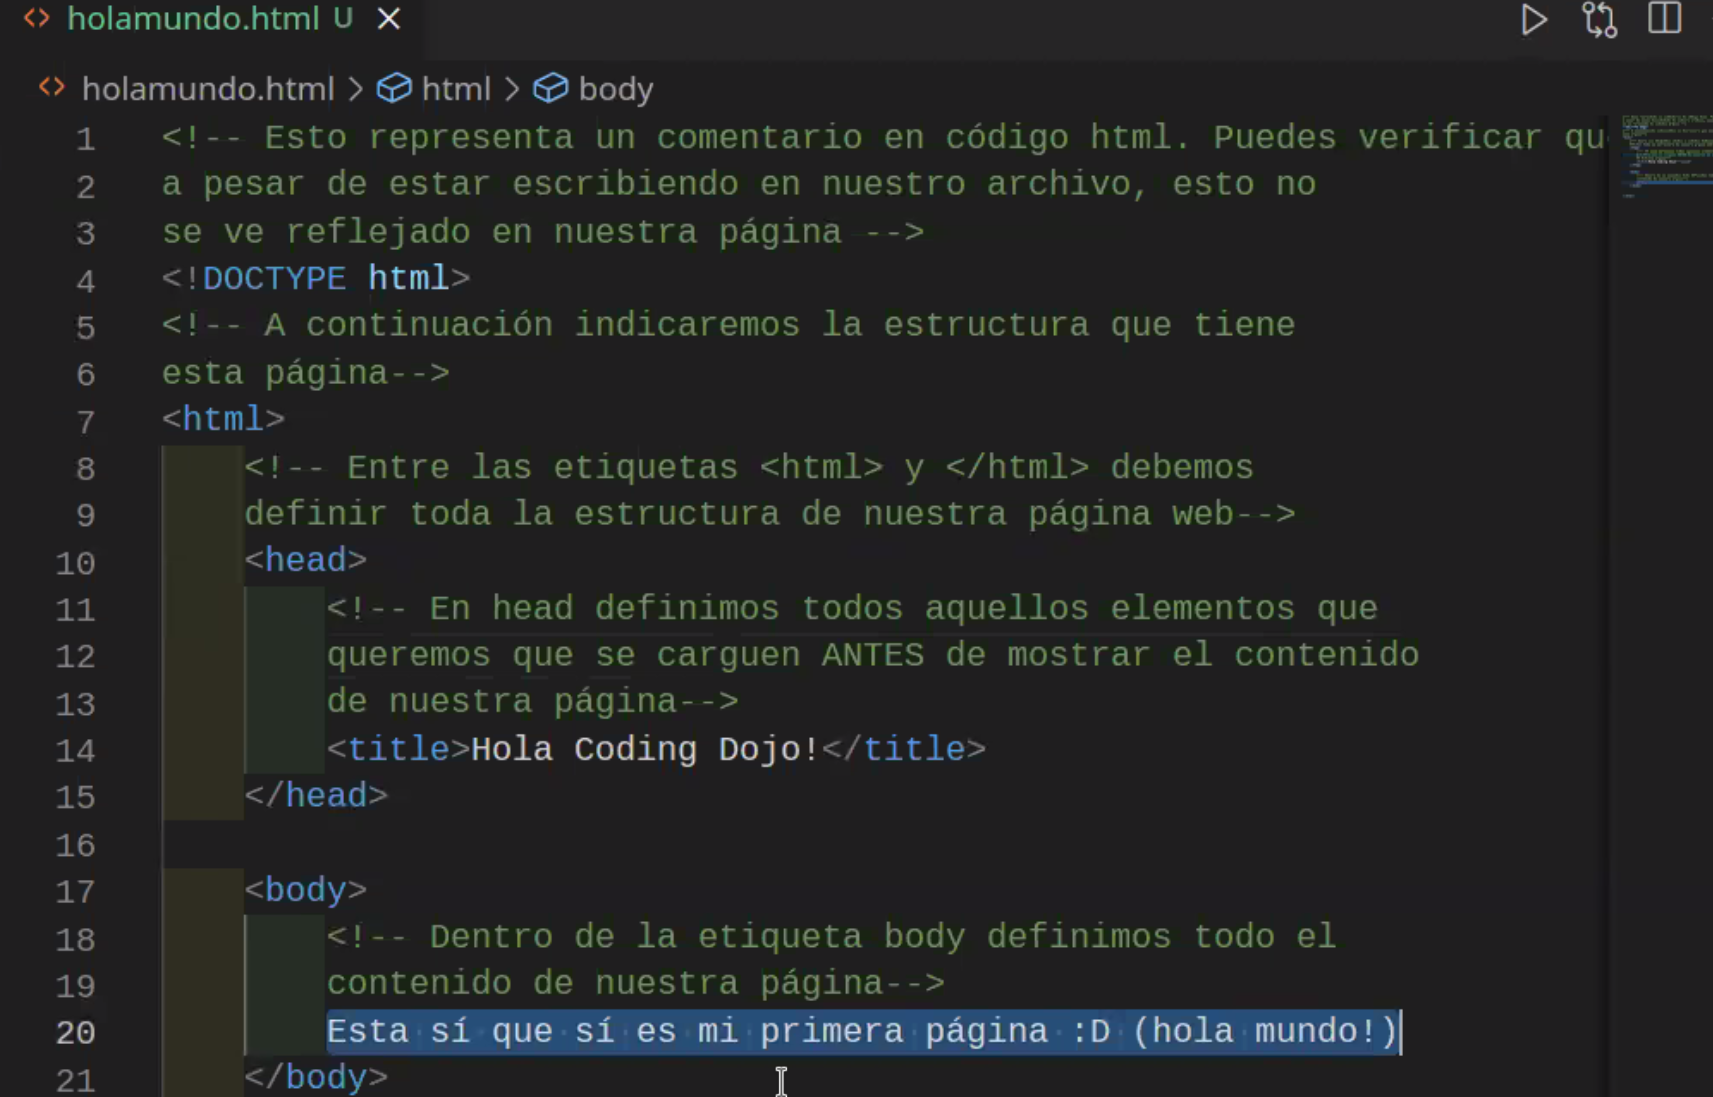 holamundo.html U
holamundo.html > html > body
1 <!-- Esto representa un comentario en código html. Puedes verificar qu
2 a pesar de estar escribiendo en nuestro archivo, esto no
3 se ve reflejado en nuestra página -->
4 <!DOCTYPE html>
5 <!-- A continuación indicaremos la estructura que tiene
6 esta página-->
7 <html>
8 <!-- Entre las etiquetas <html> y </html> debemos
9 definir toda la estructura de nuestra página web-->
10 <head>
11 <!-- En head definimos todos aquellos elementos que
12 queremos que se carguen ANTES de mostrar el contenido
13 de nuestra página-->
14 <title>Hola Coding Dojo!</title>
15 </head>
16
17 <body>
18 <!-- Dentro de la etiqueta body definimos todo el
19 contenido de nuestra página-->
20 Esta sí que sí es mi primera página :D (hola mundo!)
21 </body>